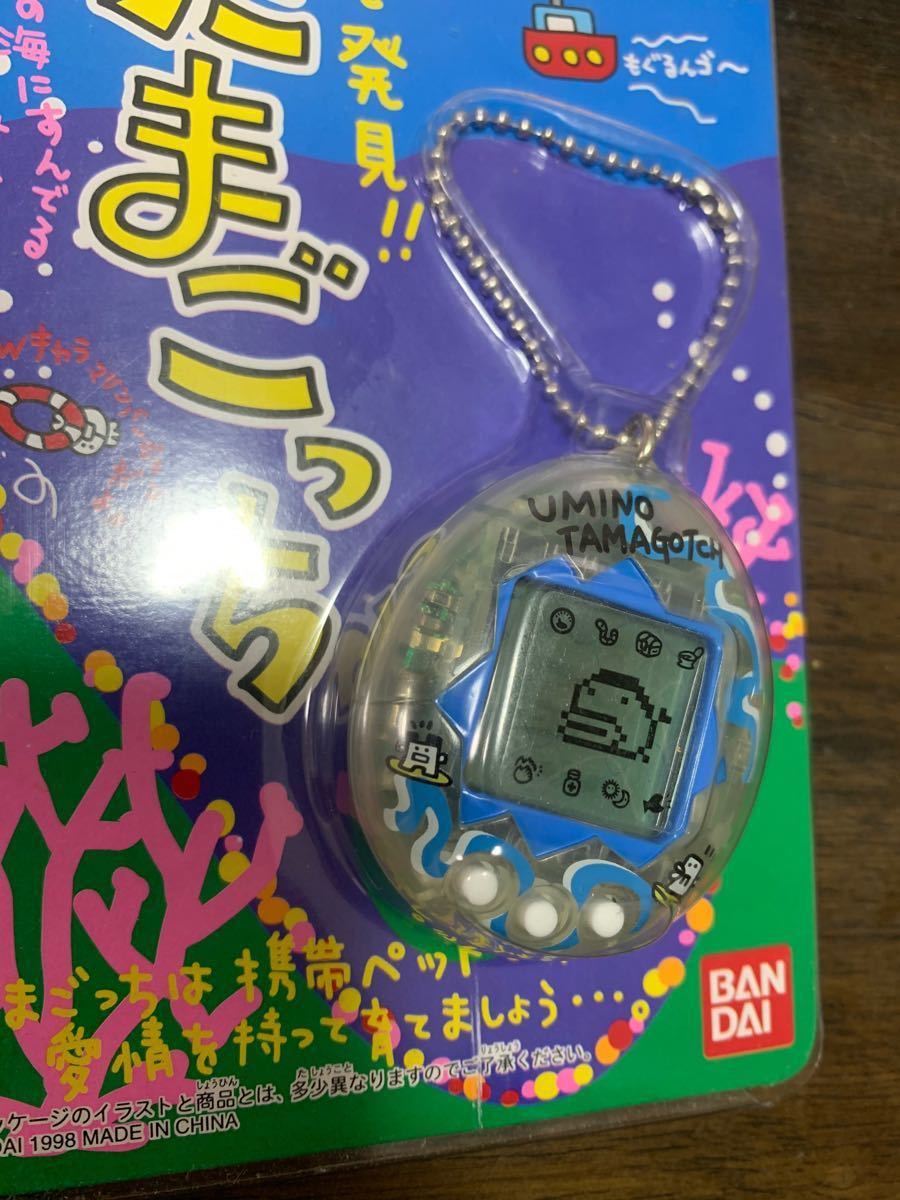 発見!!
もぐるんゴ〜
の海にすんでる
たまごっち
UMINO
TAMAGOTCH
まごっちは携帯ペット
愛情を持って育てましょう・・・。
BAN
DAI
ッケージのイラストと商品とは、多少異なりますのでご了承ください。
DAI 1998 MADE IN CHINA